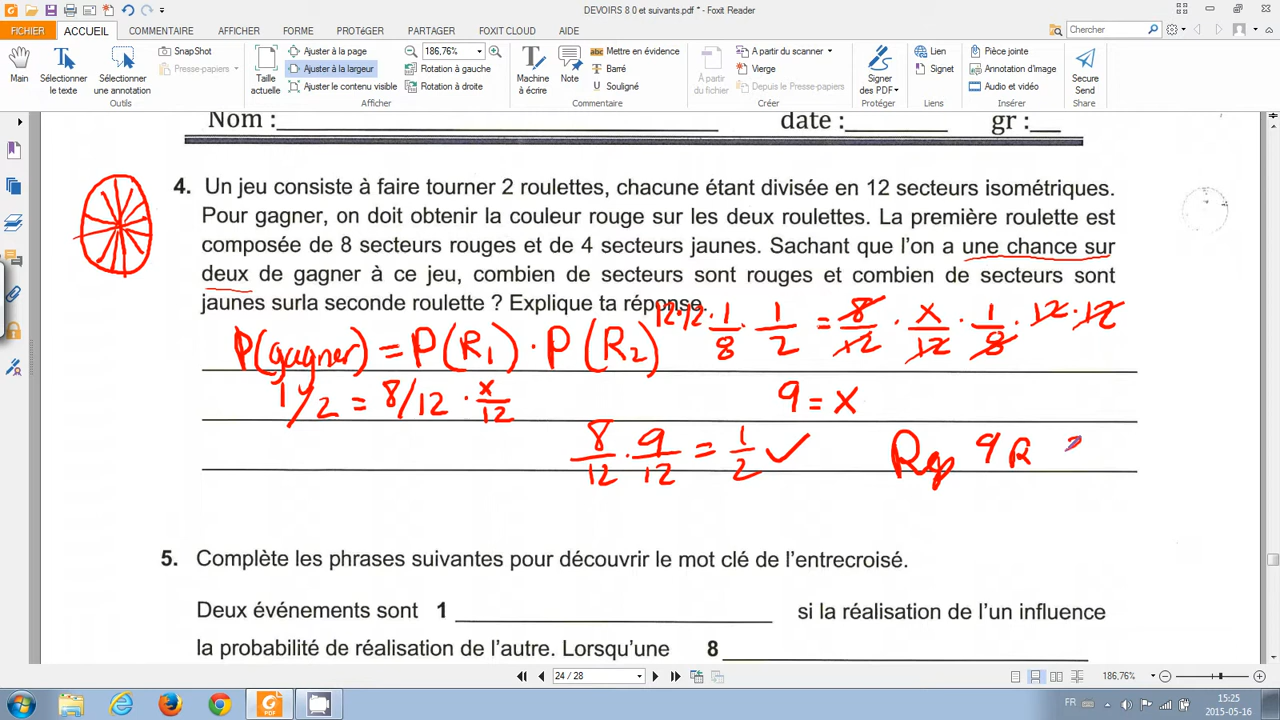 DEVOIRS 8 0 et suivants.pdf * - Foxit Reader
FICHIER ACCUEIL COMMENTAIRE AFFICHER FORME PROTéGER PARTAGER FOXIT CLOUD AIDE Chercher
Main
Sélectionner le texte
Sélectionner une annotation
SnapShot
Presse-papiers
Outils
Taille actuelle
Ajuster à la page
Ajuster à la largeur
Ajuster le contenu visible
186,76%
Rotation à gauche
Rotation à droite
Afficher
Machine à écrire
Note
Mettre en évidence
Barré
Souligné
Commentaire
À partir du fichier
A partir du scanner
Vierge
Depuis le Presse-papiers
Créer
Signer des PDF
Protéger
Lien
Signet
Liens
Pièce jointe
Annotation d'image
Audio et vidéo
Insérer
Secure Send
Share
Nom : date : gr :
4. Un jeu consiste à faire tourner 2 roulettes, chacune étant divisée en 12 secteurs isométriques.
Pour gagner, on doit obtenir la couleur rouge sur les deux roulettes. La première roulette est
composée de 8 secteurs rouges et de 4 secteurs jaunes. Sachant que l'on a une chance sur
deux de gagner à ce jeu, combien de secteurs sont rouges et combien de secteurs sont
jaunes surla seconde roulette ? Explique ta réponse.
12·12 · 1/8 · 1/2 = 8/12 · x/12 · 1/8 · 12 · 12
P(gagner) = P(R1) · P(R2)
1/2 = 8/12 · x/12 9 = x
8/12 · 9/12 = 1/2 ✓ Rep 9 R
5. Complète les phrases suivantes pour découvrir le mot clé de l'entrecroisé.
Deux événements sont 1 si la réalisation de l'un influence
la probabilité de réalisation de l'autre. Lorsqu'une 8
24 / 28 186,76%
FR 15:25
2015-05-16